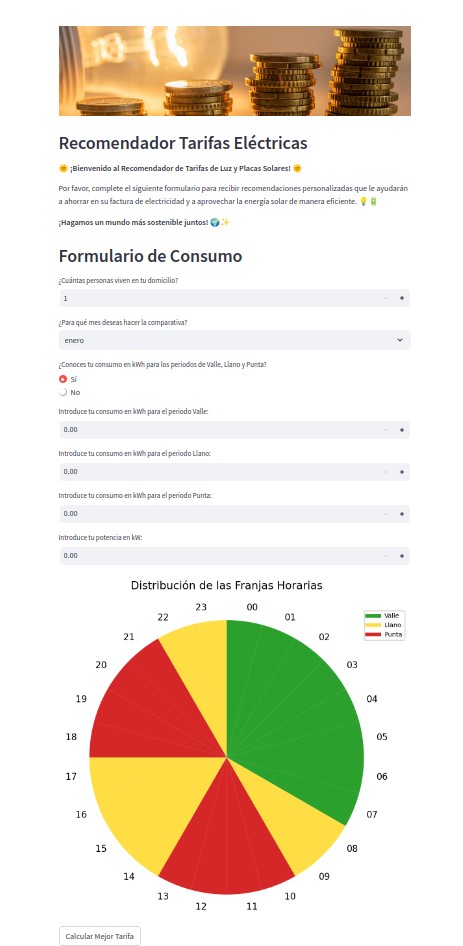 Recomendador Tarifas Eléctricas
🌞 ¡Bienvenido al Recomendador de Tarifas de Luz y Placas Solares! 🌞
Por favor, complete el siguiente formulario para recibir recomendaciones personalizadas que le ayudarán
a ahorrar en su factura de electricidad y a aprovechar la energía solar de manera eficiente. 💡🔋
¡Hagamos un mundo más sostenible juntos! 🌍✨
Formulario de Consumo
¿Cuántas personas viven en tu domicilio?
1
¿Para qué mes deseas hacer la comparativa?
enero
¿Conoces tu consumo en kWh para los periodos de Valle, Llano y Punta?
Sí
No
Introduce tu consumo en kWh para el periodo Valle:
0.00
Introduce tu consumo en kWh para el periodo Llano:
0.00
Introduce tu consumo en kWh para el periodo Punta:
0.00
Introduce tu potencia en kW:
0.00
Distribución de las Franjas Horarias
Valle
Llano
Punta
00
01
02
03
04
05
06
07
08
09
10
11
12
13
14
15
16
17
18
19
20
21
22
23
Calcular Mejor Tarifa